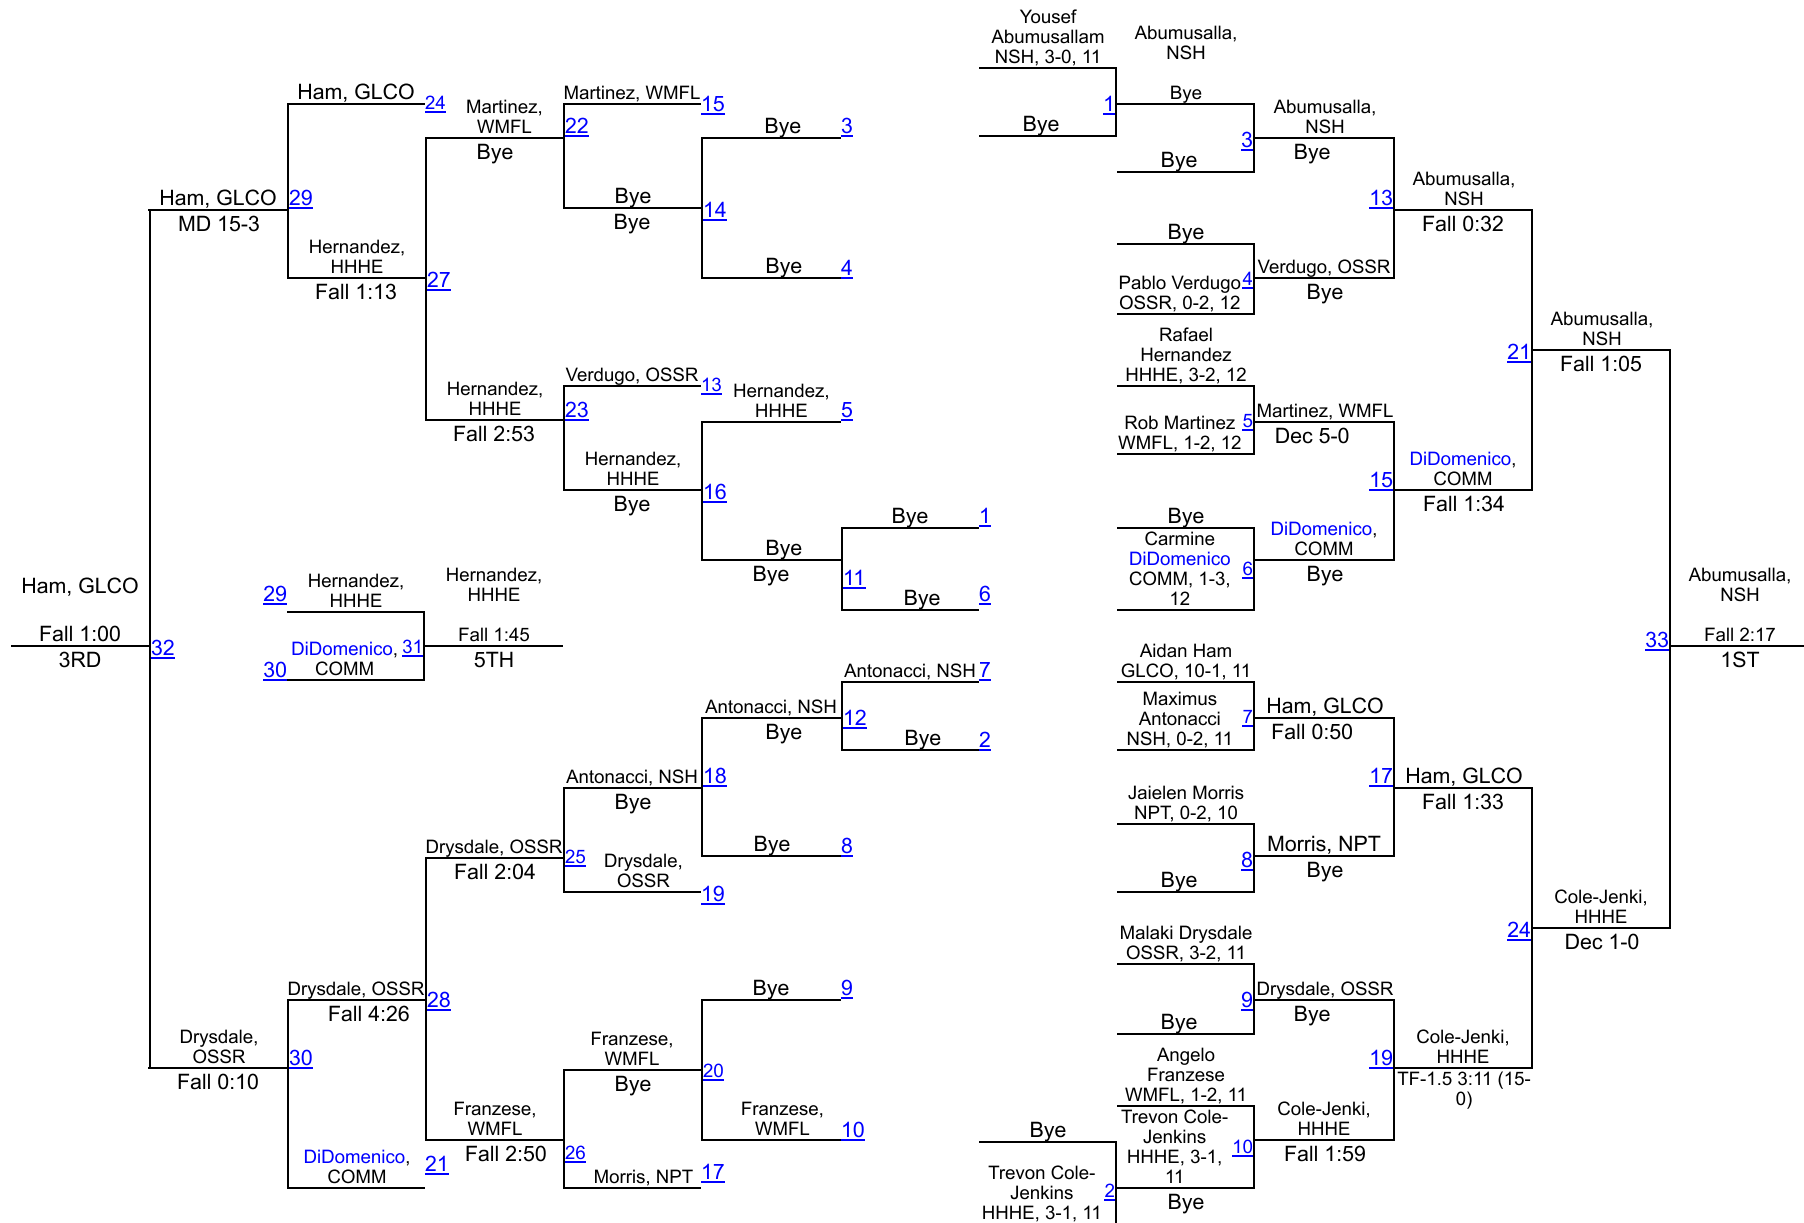 Yousef
Abumusallam
NSH, 3-0, 11
Abumusalla,
NSH
Ham, GLCO
24
Martinez,
WMFL
Bye
22
Martinez, WMFL
15
Bye
3
Bye
Bye
14
Bye
4
Ham, GLCO
MD 15-3
29
Hernandez,
HHHE
Fall 1:13
27
Hernandez,
HHHE
Fall 2:53
23
Verdugo, OSSR
13
Hernandez,
HHHE
5
Hernandez,
HHHE
Bye
16
Bye
1
Bye
Bye
11
Bye
6
Ham, GLCO
Fall 1:00
3RD
32
29
Hernandez,
HHHE
30
DiDomenico,
COMM
31
Hernandez,
HHHE
Fall 1:45
5TH
Antonacci, NSH
7
Antonacci, NSH
Bye
12
Bye
2
Antonacci, NSH
Bye
18
Bye
8
Drysdale, OSSR
Fall 2:04
25
Drysdale,
OSSR
19
Drysdale, OSSR
Fall 4:26
28
Bye
9
Franzese,
WMFL
Bye
20
Franzese,
WMFL
10
Drysdale,
OSSR
Fall 0:10
30
Franzese,
WMFL
Fall 2:50
26
Morris, NPT
17
DiDomenico,
COMM
21
Bye
1
Bye
Bye
3
Abumusalla,
NSH
Bye
13
Abumusalla,
NSH
Fall 0:32
Bye
Pablo Verdugo
OSSR, 0-2, 12
4
Verdugo, OSSR
Bye
Rafael
Hernandez
HHHE, 3-2, 12
Rob Martinez
WMFL, 1-2, 12
5
Martinez, WMFL
Dec 5-0
21
Abumusalla,
NSH
Fall 1:05
15
DiDomenico,
COMM
Fall 1:34
Bye
Carmine
DiDomenico
COMM, 1-3,
12
6
DiDomenico,
COMM
Bye
Abumusalla,
NSH
33
Fall 2:17
1ST
Aidan Ham
GLCO, 10-1, 11
Maximus
Antonacci
NSH, 0-2, 11
7
Ham, GLCO
Fall 0:50
17
Ham, GLCO
Fall 1:33
Jaielen Morris
NPT, 0-2, 10
8
Bye
Morris, NPT
Bye
24
Cole-Jenki,
HHHE
Dec 1-0
Malaki Drysdale
OSSR, 3-2, 11
9
Bye
Drysdale, OSSR
Bye
19
Cole-Jenki,
HHHE
TF-1.5 3:11 (15-
0)
Angelo
Franzese
WMFL, 1-2, 11
Trevon Cole-
Jenkins
HHHE, 3-1,
11
Bye
10
Cole-Jenki,
HHHE
Fall 1:59
Bye
Trevon Cole-
Jenkins
HHHE, 3-1, 11
2